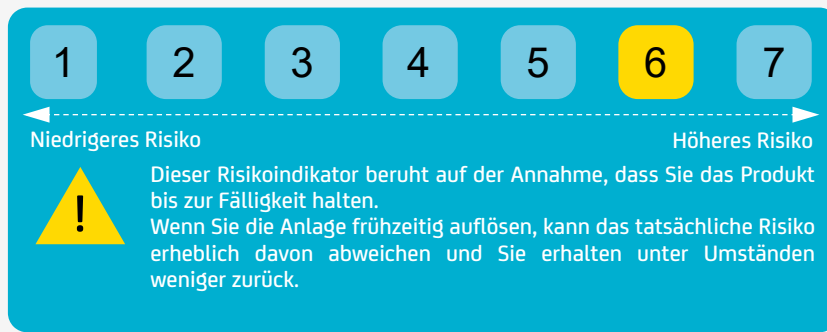 1 2 3 4 5 6 7
Niedrigeres Risiko Höheres Risiko
Dieser Risikoindikator beruht auf der Annahme, dass Sie das Produkt
bis zur Fälligkeit halten.
Wenn Sie die Anlage frühzeitig auflösen, kann das tatsächliche Risiko
erheblich davon abweichen und Sie erhalten unter Umständen
weniger zurück.
!